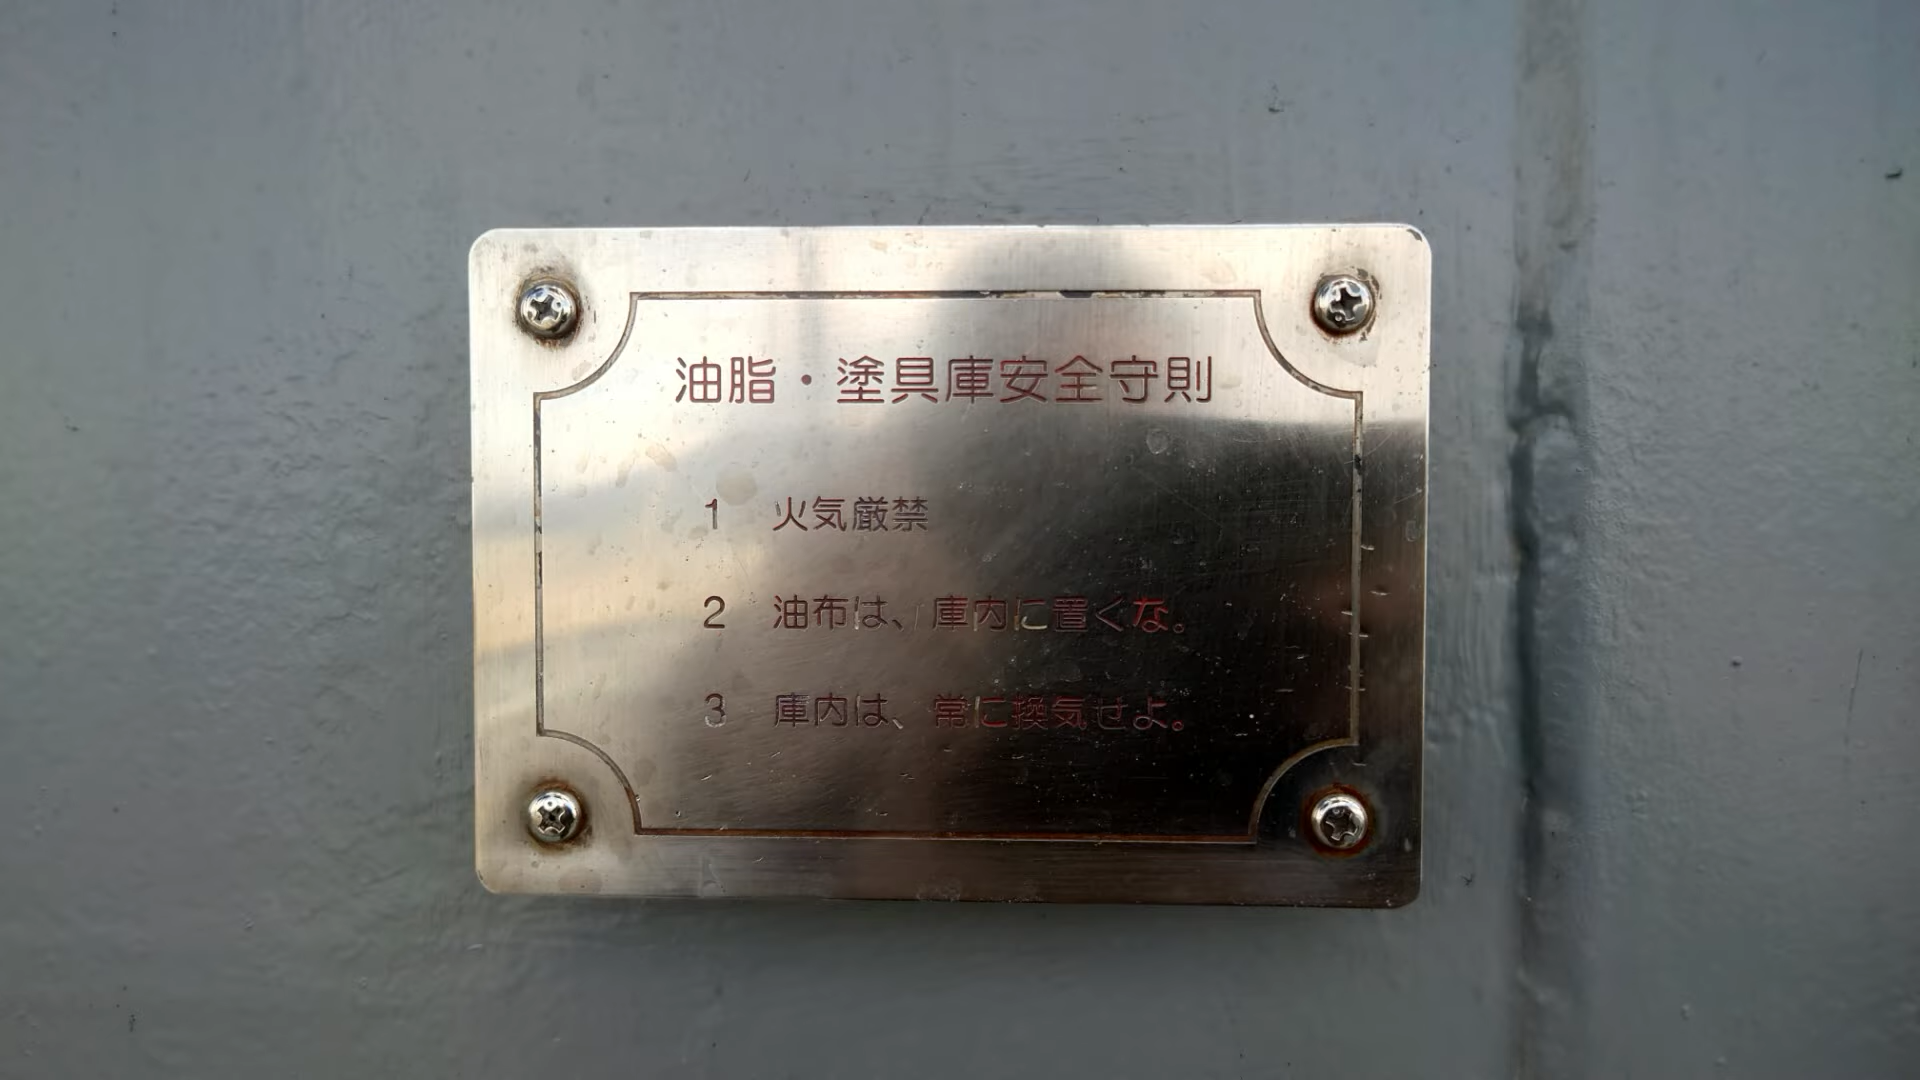 油脂・塗具庫安全守則
1 火気厳禁
2 油布は、庫内に置くな。
3 庫内は、常に換気せよ。